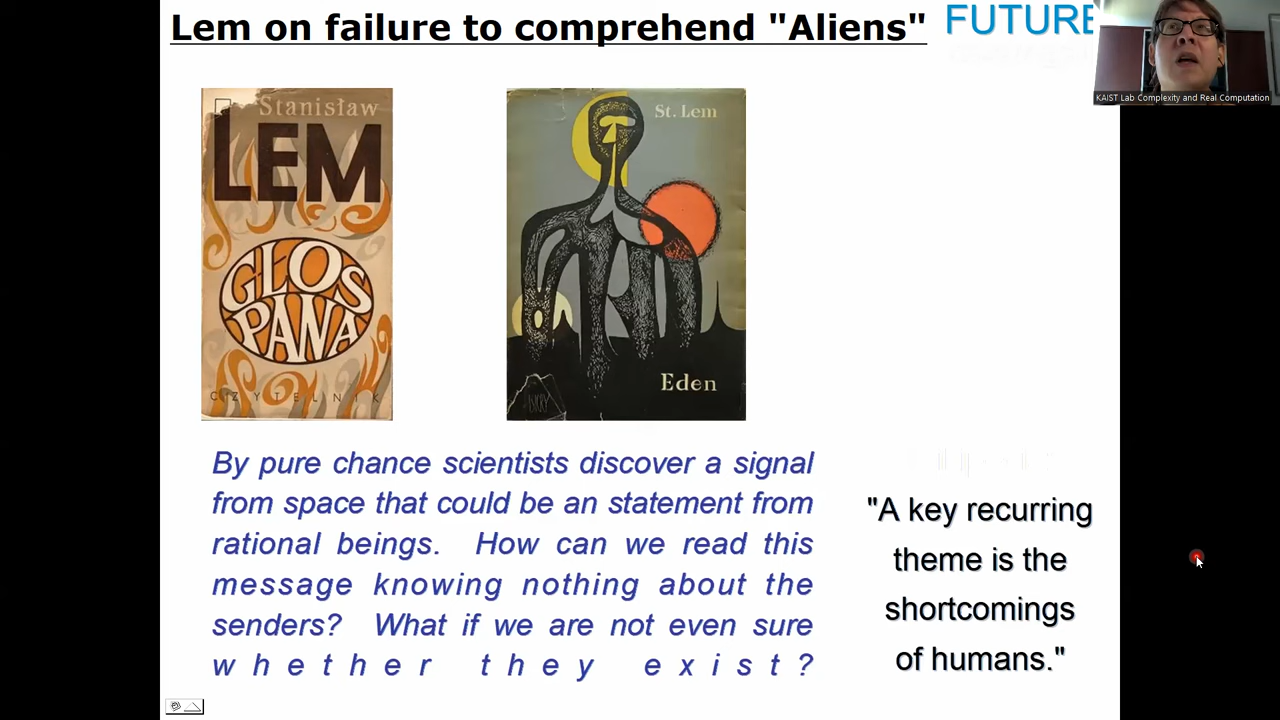 Lem on failure to comprehend "Aliens"
FUTURE
KAIST Lab Complexity and Real Computation
Stanisław
LEM
GLOS
PANA
CZYTELNIK
St. Lem
Eden
By pure chance scientists discover a signal
from space that could be an statement from
rational beings. How can we read this
message knowing nothing about the
senders? What if we are not even sure
whether they exist?
"A key recurring
theme is the
shortcomings
of humans."